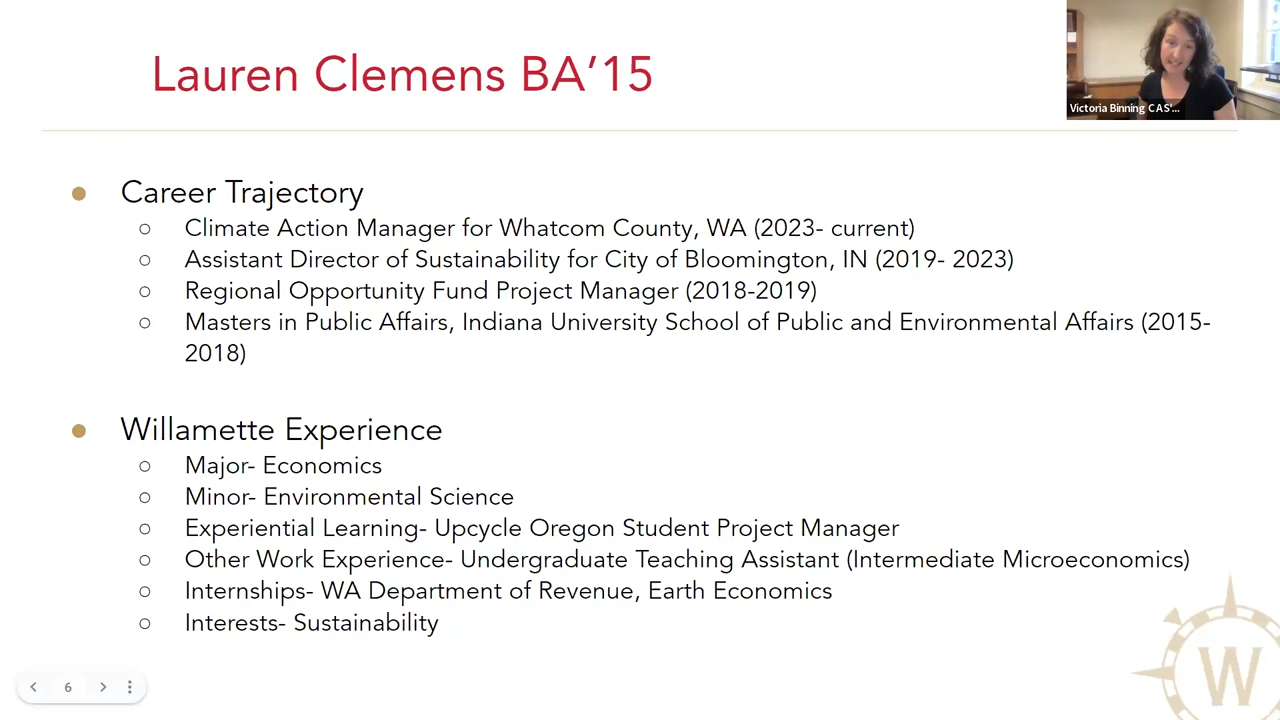 Lauren Clemens BA’15
Victoria Binning CAS'...
● Career Trajectory
○ Climate Action Manager for Whatcom County, WA (2023- current)
○ Assistant Director of Sustainability for City of Bloomington, IN (2019- 2023)
○ Regional Opportunity Fund Project Manager (2018-2019)
○ Masters in Public Affairs, Indiana University School of Public and Environmental Affairs (2015-
2018)
● Willamette Experience
○ Major- Economics
○ Minor- Environmental Science
○ Experiential Learning- Upcycle Oregon Student Project Manager
○ Other Work Experience- Undergraduate Teaching Assistant (Intermediate Microeconomics)
○ Internships- WA Department of Revenue, Earth Economics
○ Interests- Sustainability
W
6